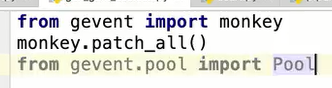 from gevent import monkey
monkey.patch_all()
from gevent.pool import Pool